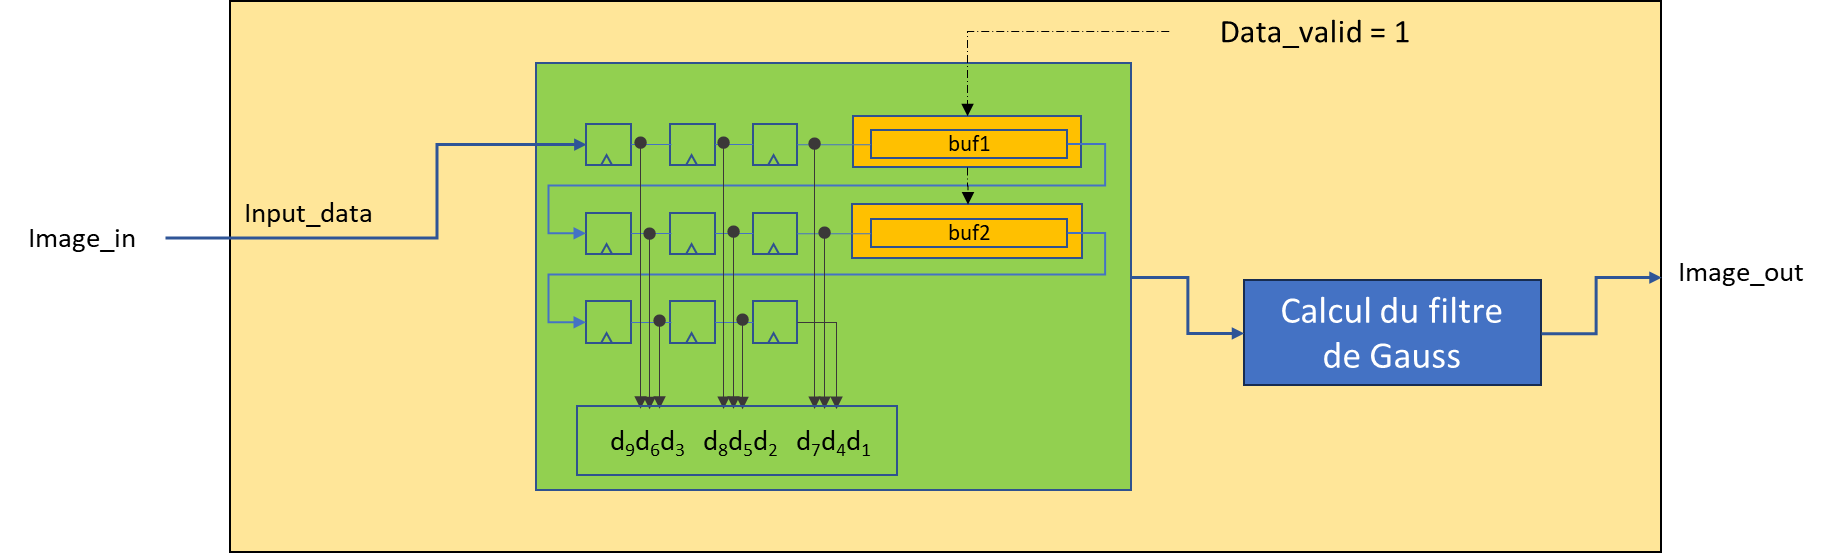 Data_valid = 1
buf1
Input_data
Image_in
buf2
Image_out
Calcul du filtre
de Gauss
d₉d₆d₃ d₈d₅d₂ d₇d₄d₁